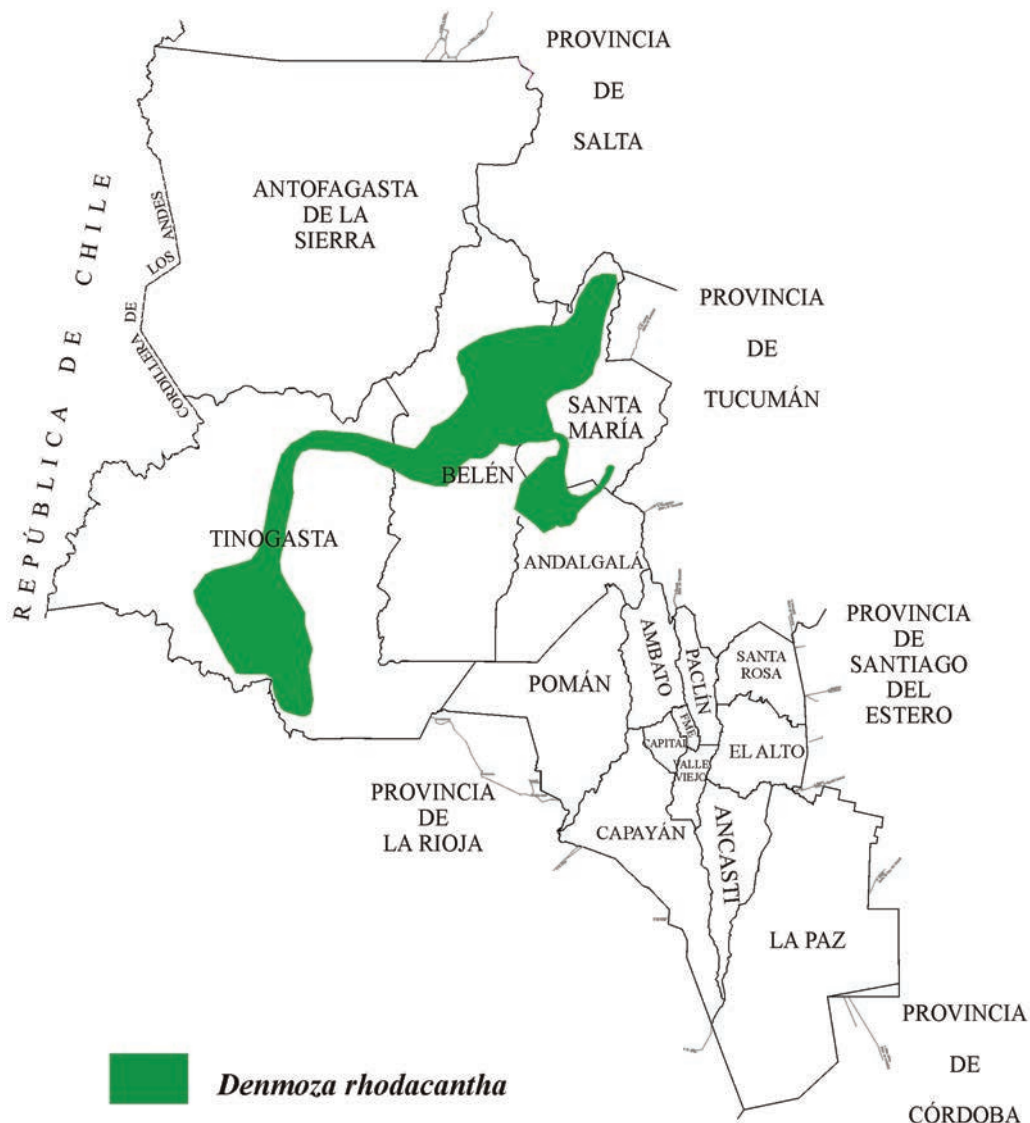 PROVINCIA
DE
SALTA
ANTOFAGASTA
DE LA
SIERRA
REPÚBLICA DE CHILE
CORDILLERA DE LOS ANDES
PROVINCIA
DE
TUCUMÁN
SANTA
MARÍA
BELÉN
TINOGASTA
ANDALGALÁ
PROVINCIA
DE
SANTIAGO
DEL
ESTERO
AMBATO
PACLÍN
SANTA
ROSA
POMÁN
FME
CAPITAL
VALLE
VIEJO
EL ALTO
PROVINCIA
DE
LA RIOJA
CAPAYÁN
ANCASTI
LA PAZ
PROVINCIA
DE
CÓRDOBA
Denmoza rhodacantha